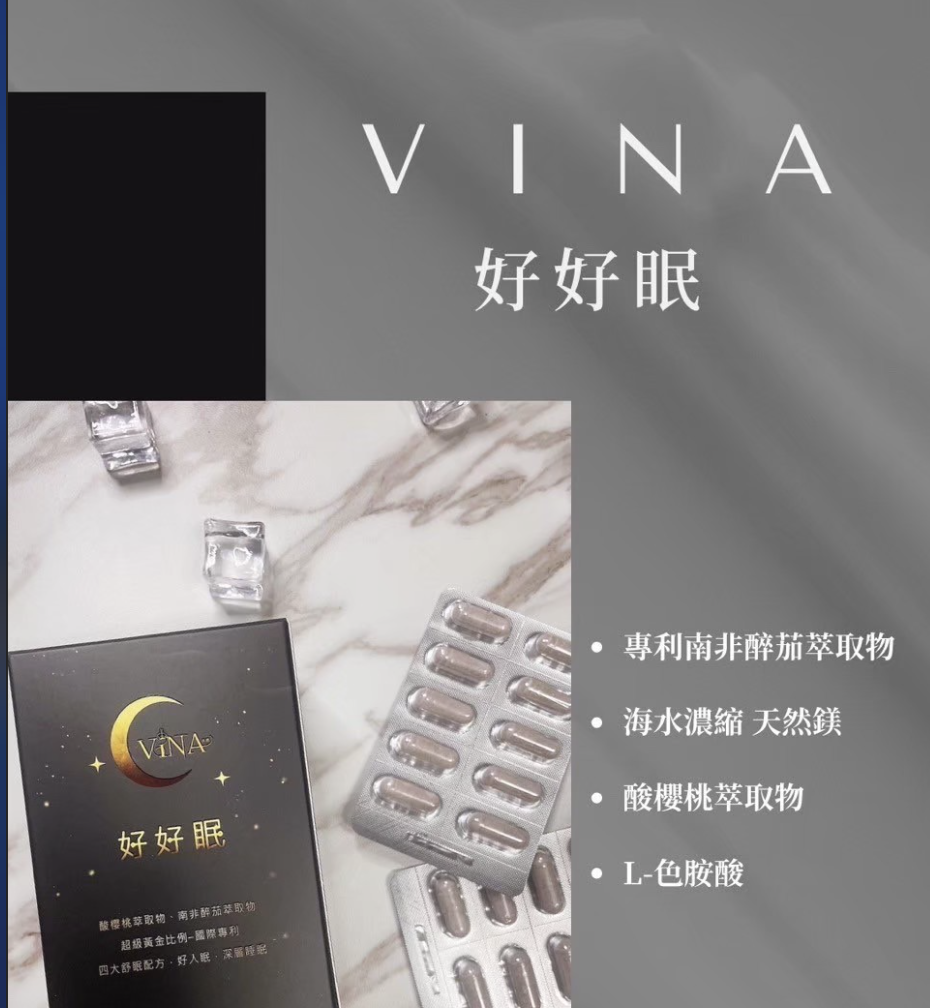 VINA
好好眠
專利南非醉茄萃取物
海水濃縮 天然鎂
酸櫻桃萃取物
L-色胺酸
ViNA
好好眠
酸櫻桃萃取物、南非醉茄萃取物
超級黃金比例–國際專利
四大舒眠配方·好入眠·深層睡眠